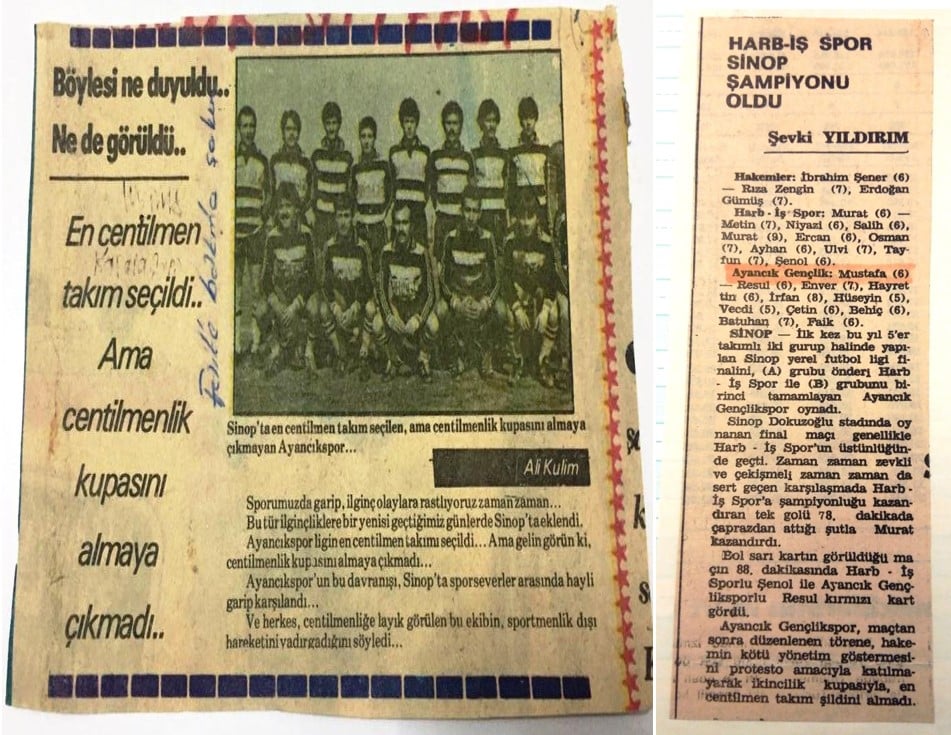 Böylesi ne duyuldu..
Ne de görüldü..
En centilmen
takım seçildi..
Ama
centilmenlik
kupasını
almaya
çıkmadı..
Sinop'ta en centilmen takım seçilen, ama centilmenlik kupasını almaya
çıkmayan Ayancıkspor...
Ali Kulim
Sporumuzda garip, ilginç olaylara rastlıyoruz zaman zaman...
Bu tür ilginçliklere bir yenisi geçtiğimiz günlerde Sinop'ta eklendi.
Ayancıkspor ligin en centilmen takımı seçildi... Ama gelin görün ki,
centilmenlik kupasını almaya çıkmadı...
Ayancıkspor'un bu davranışı, Sinop'ta sporseverler arasında hayli
garip karşılandı...
Ve herkes, centilmenliğe layık görülen bu ekibin, sportmenlik dışı
hareketini yadırgadığını söyledi...
HARB-İŞ SPOR
SİNOP
ŞAMPİYONU
OLDU
Şevki YILDIRIM
Hakemler: İbrahim Şener (6)
— Rıza Zengin (7), Erdoğan
Gümüş (7).
Harb - İş Spor: Murat (6) —
Metin (7), Niyazi (6), Salih (6),
Murat (9), Ercan (6), Osman
(7), Ayhan (6), Ulvi (7), Tay-
fun (7), Şenol (6).
Ayancık Gençlik: Mustafa (6)
— Resul (6), Enver (7), Hayret
tin (6), İrfan (8), Hüseyin (5),
Vecdi (5), Çetin (6), Behiç (6),
Batuhan (7), Faik (6).
SİNOP — İlk kez bu yıl 5'er
takımlı iki gurup halinde yapı-
lan Sinop yerel futbol ligi fi-
nalini, (A) grubu önderi Harb
- İş Spor ile (B) grubunu bi-
rinci tamamlayan Ayancık
Gençlikspor oynadı.
Sinop Dokuzoğlu stadında oy
nanan final maçı genellikle
Harb - İş Spor'un üstünlüğün-
de geçti. Zaman zaman zevkli
ve çekişmeli zaman zaman da
sert geçen karşılaşmada Harb -
İş Spor'a şampiyonluğu kazan-
dıran tek golü 78. dakikada
çaprazdan attığı şutla Murat
kazandırdı.
Bol sarı kartın görüldüğü ma
çın 88. dakikasında Harb - İş
Sporlu Şenol ile Ayancık Genç-
liksporlu Resul kırmızı kart
gördü.
Ayancık Gençlikspor, maçtan
sonra düzenlenen törene, hake-
min kötü yönetim göstermesi-
ni protesto amacıyla katılma-
yarak ikincilik kupasıyla, en
centilmen takım şildini almadı.